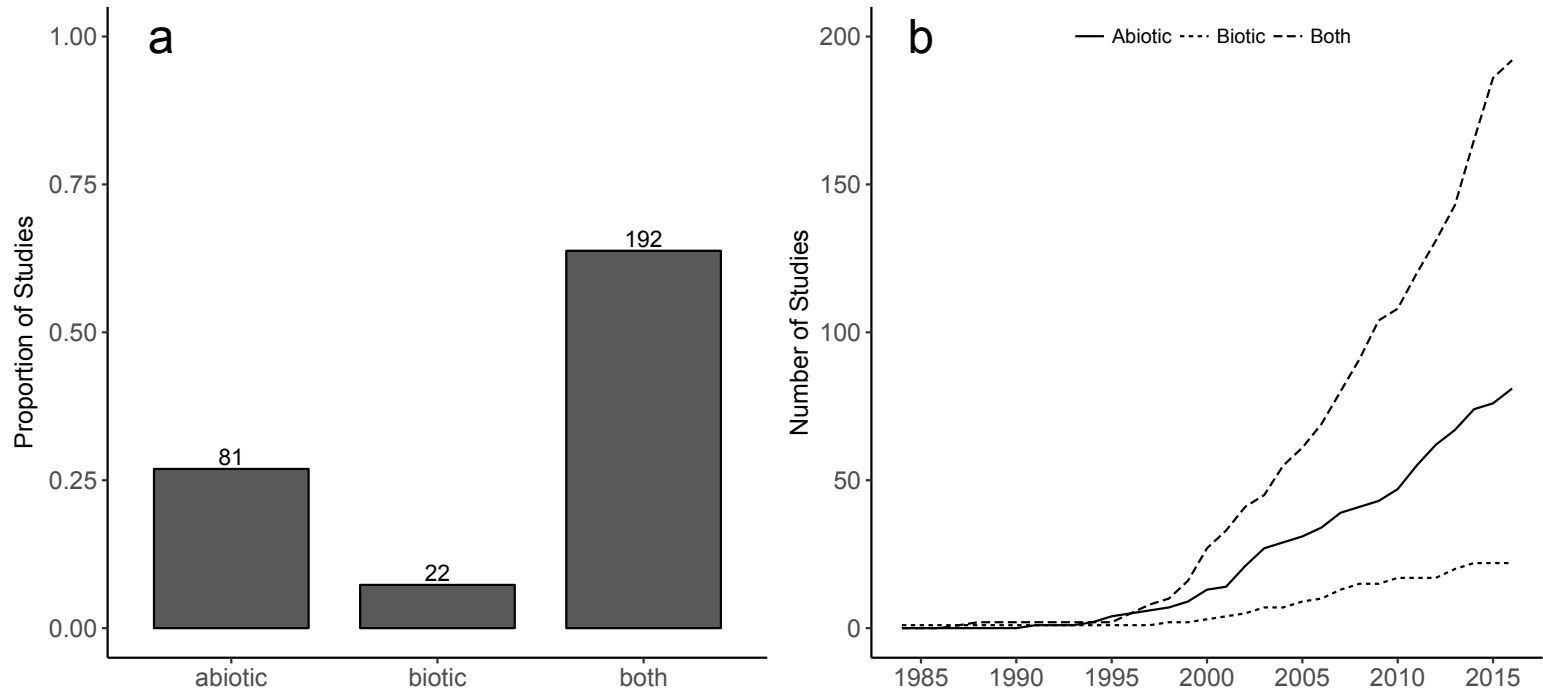 a
1.00
0.75
0.50
0.25
0.00
Proportion of Studies
81
22
192
abiotic biotic both
b
Abiotic Biotic Both
200
150
100
50
0
Number of Studies
1985 1990 1995 2000 2005 2010 2015